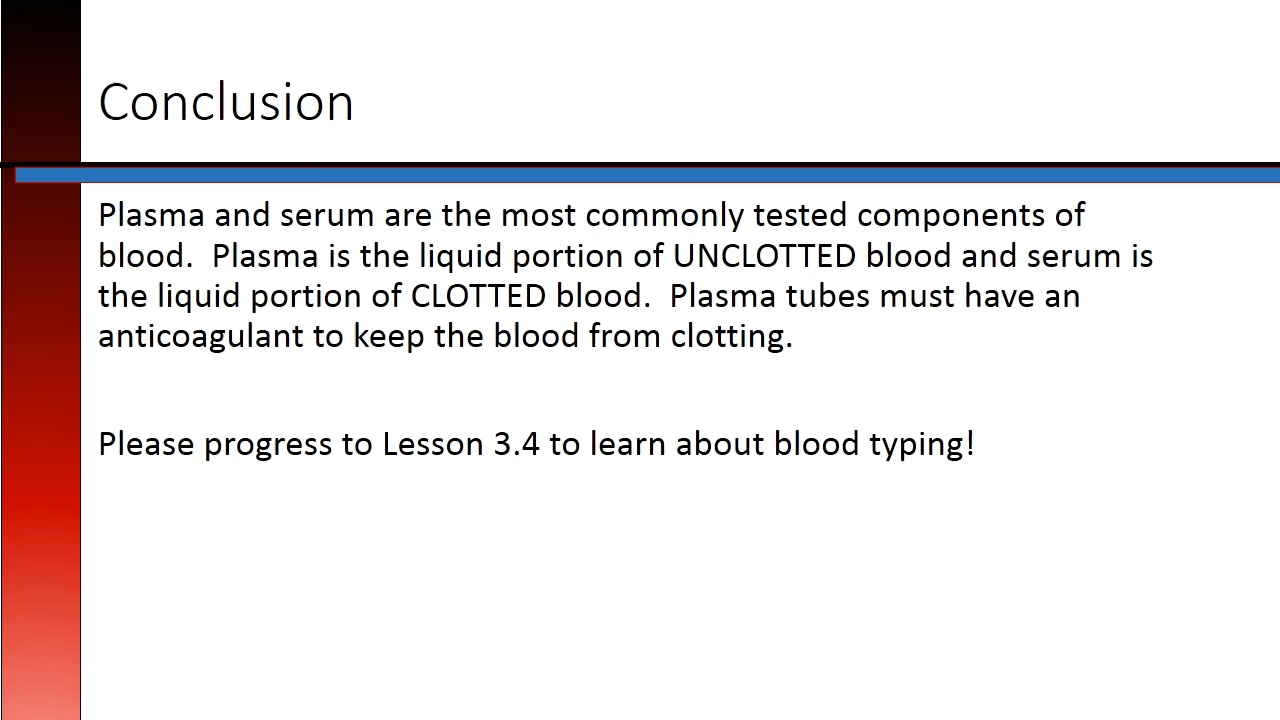 Conclusion
Plasma and serum are the most commonly tested components of
blood.  Plasma is the liquid portion of UNCLOTTED blood and serum is
the liquid portion of CLOTTED blood.  Plasma tubes must have an
anticoagulant to keep the blood from clotting.
Please progress to Lesson 3.4 to learn about blood typing!